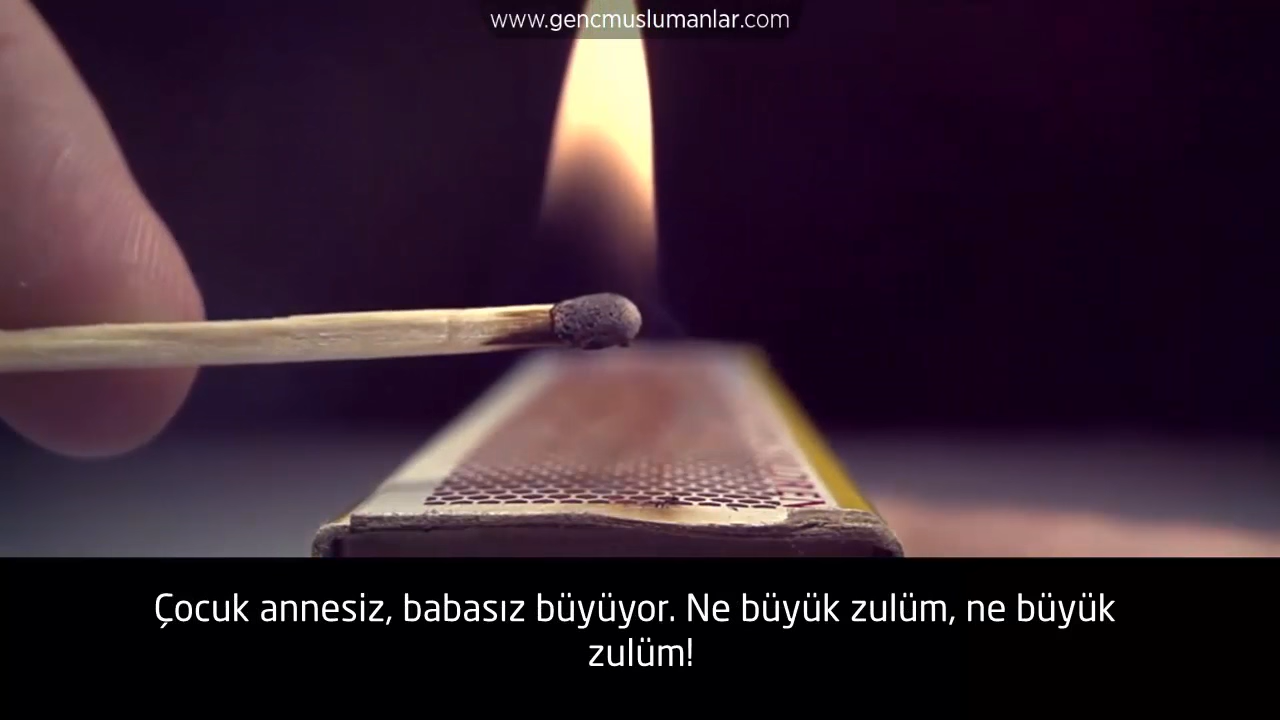 www.gencmuslumanlar.com
Çocuk annesiz, babasız büyüyor. Ne büyük zulüm, ne büyük
zulüm!